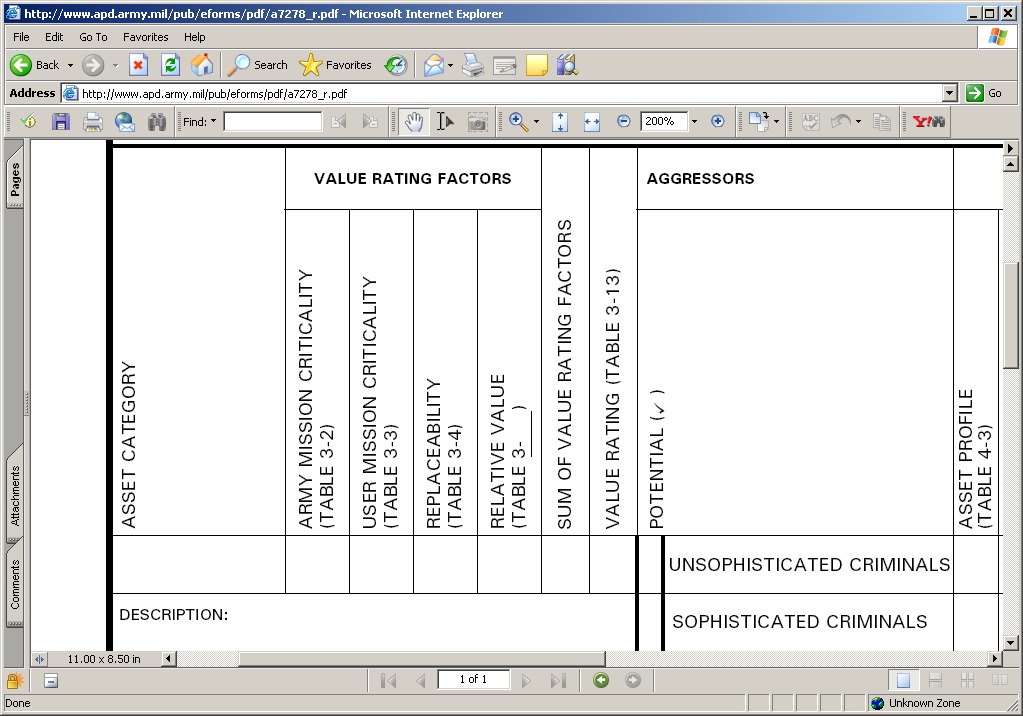 http://www.apd.army.mil/pub/eforms/pdf/a7278_r.pdf - Microsoft Internet Explorer
File Edit Go To Favorites Help
Back Search Favorites
Address http://www.apd.army.mil/pub/eforms/pdf/a7278_r.pdf Go
Find: 200% Y!
Pages
Attachments
Comments
VALUE RATING FACTORS
AGGRESSORS
ASSET CATEGORY
ARMY MISSION CRITICALITY
(TABLE 3-2)
USER MISSION CRITICALITY
(TABLE 3-3)
REPLACEABILITY
(TABLE 3-4)
RELATIVE VALUE
(TABLE 3-____)
SUM OF VALUE RATING FACTORS
VALUE RATING (TABLE 3-13)
POTENTIAL (✓)
ASSET PROFILE
(TABLE 4-3)
UNSOPHISTICATED CRIMINALS
DESCRIPTION:
SOPHISTICATED CRIMINALS
11.00 x 8.50 in
1 of 1
Done Unknown Zone